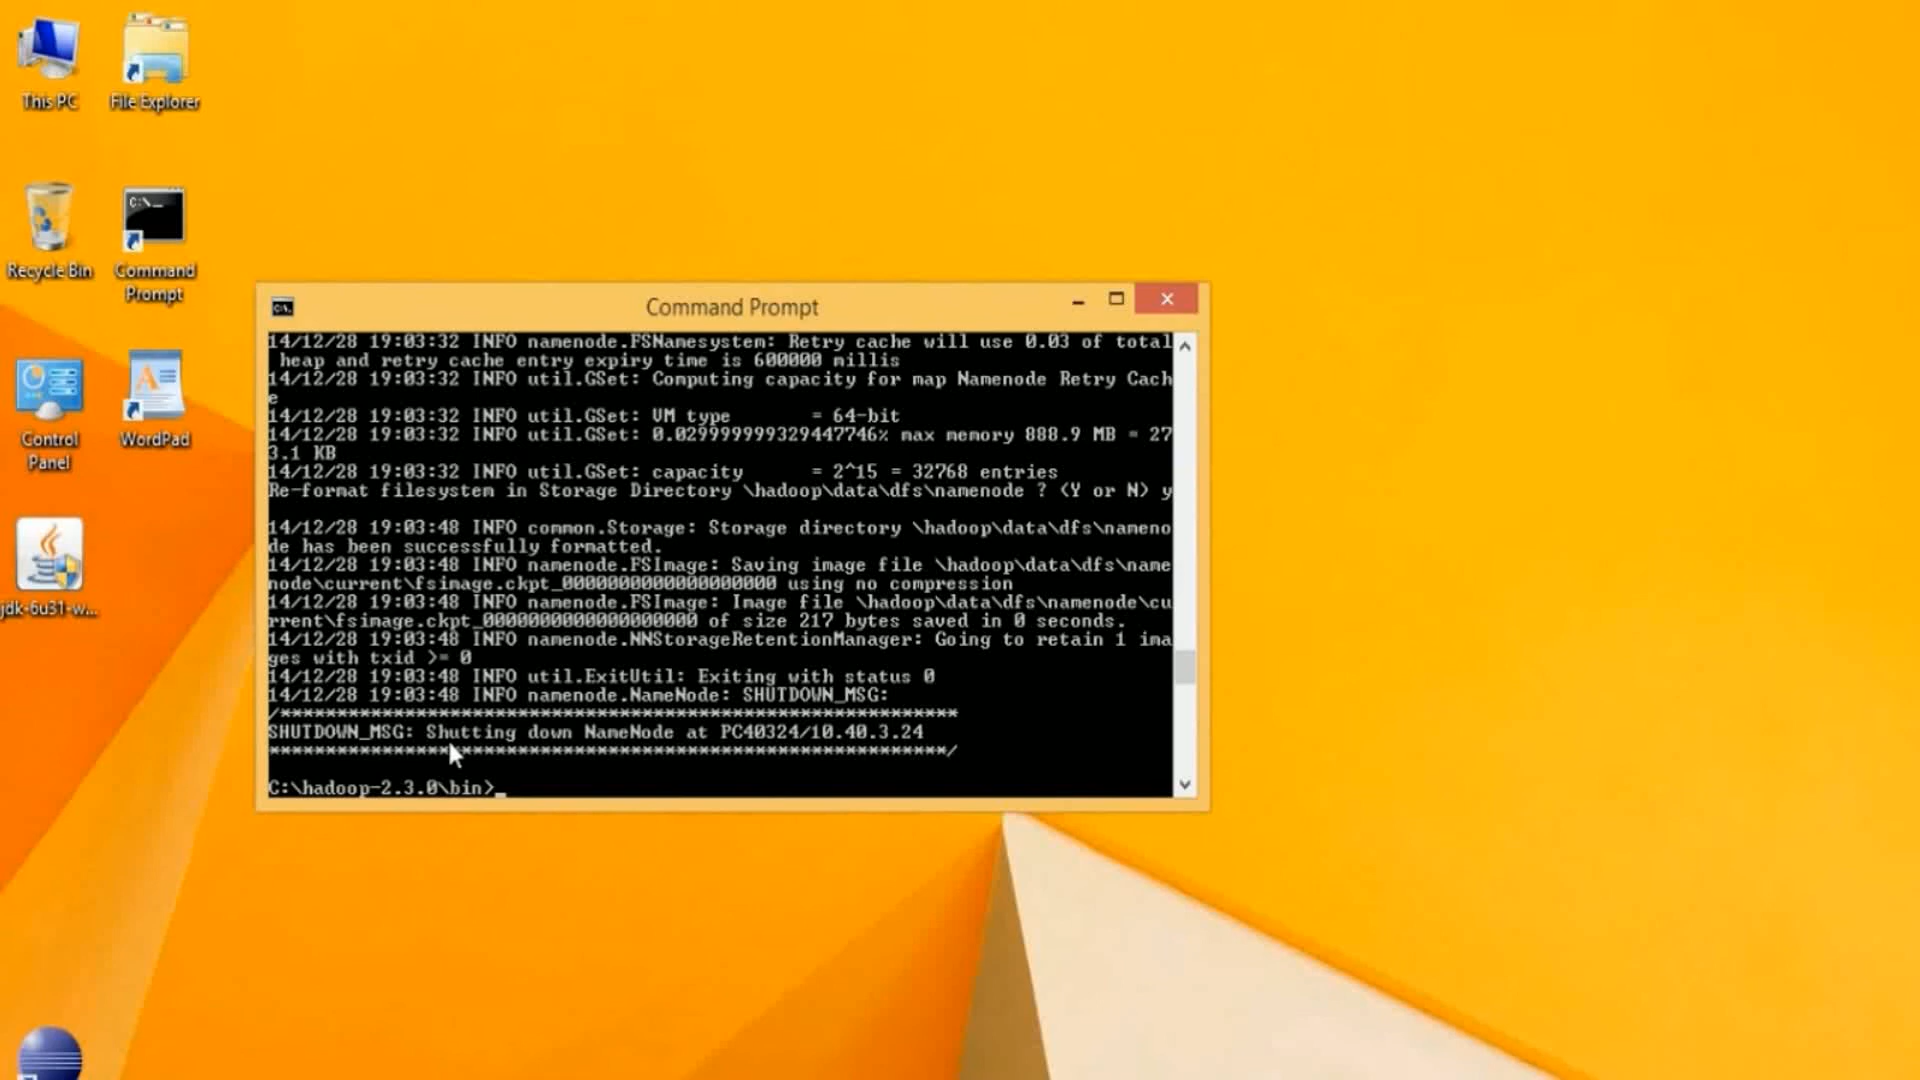 This PC
File Explorer
Recycle Bin
Command
Prompt
Control
Panel
WordPad
jdk-6u31-w...
Command Prompt
14/12/28 19:03:32 INFO namenode.FSNamesystem: Retry cache will use 0.03 of total
 heap and retry cache entry expiry time is 600000 millis
14/12/28 19:03:32 INFO util.GSet: Computing capacity for map Namenode Retry Cach
e
14/12/28 19:03:32 INFO util.GSet: VM type       = 64-bit
14/12/28 19:03:32 INFO util.GSet: 0.029999999329447746% max memory 888.9 MB = 27
3.1 KB
14/12/28 19:03:32 INFO util.GSet: capacity      = 2^15 = 32768 entries
Re-format filesystem in Storage Directory \hadoop\data\dfs\namenode ? (Y or N) y
14/12/28 19:03:48 INFO common.Storage: Storage directory \hadoop\data\dfs\nameno
de has been successfully formatted.
14/12/28 19:03:48 INFO namenode.FSImage: Saving image file \hadoop\data\dfs\name
node\current\fsimage.ckpt_0000000000000000000 using no compression
14/12/28 19:03:48 INFO namenode.FSImage: Image file \hadoop\data\dfs\namenode\cu
rrent\fsimage.ckpt_0000000000000000000 of size 217 bytes saved in 0 seconds.
14/12/28 19:03:48 INFO namenode.NNStorageRetentionManager: Going to retain 1 ima
ges with txid >= 0
14/12/28 19:03:48 INFO util.ExitUtil: Exiting with status 0
14/12/28 19:03:48 INFO namenode.NameNode: SHUTDOWN_MSG:
/************************************************************
SHUTDOWN_MSG: Shutting down NameNode at PC40324/10.40.3.24
************************************************************/
C:\hadoop-2.3.0\bin>_